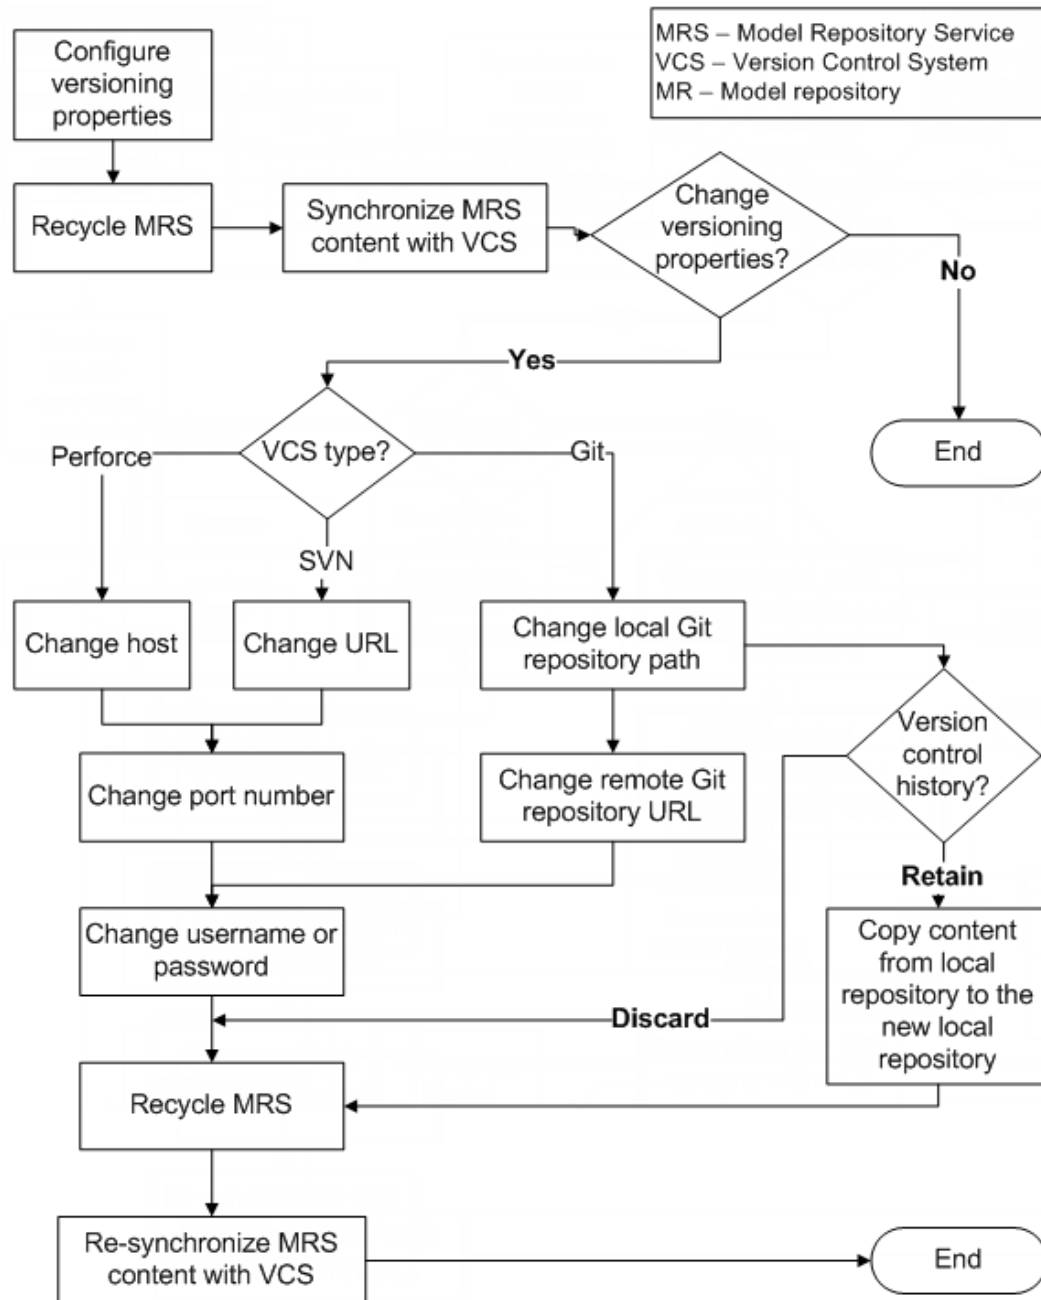 Configure
versioning
properties
MRS – Model Repository Service
VCS – Version Control System
MR – Model repository
Recycle MRS
Synchronize MRS
content with VCS
Change
versioning
properties?
No
Yes
End
VCS type?
Perforce
Git
SVN
Change host
Change URL
Change local Git
repository path
Version
control
history?
Change port number
Change remote Git
repository URL
Retain
Change username or
password
Copy content
from local
repository to the
new local
repository
Discard
Recycle MRS
Re-synchronize MRS
content with VCS
End